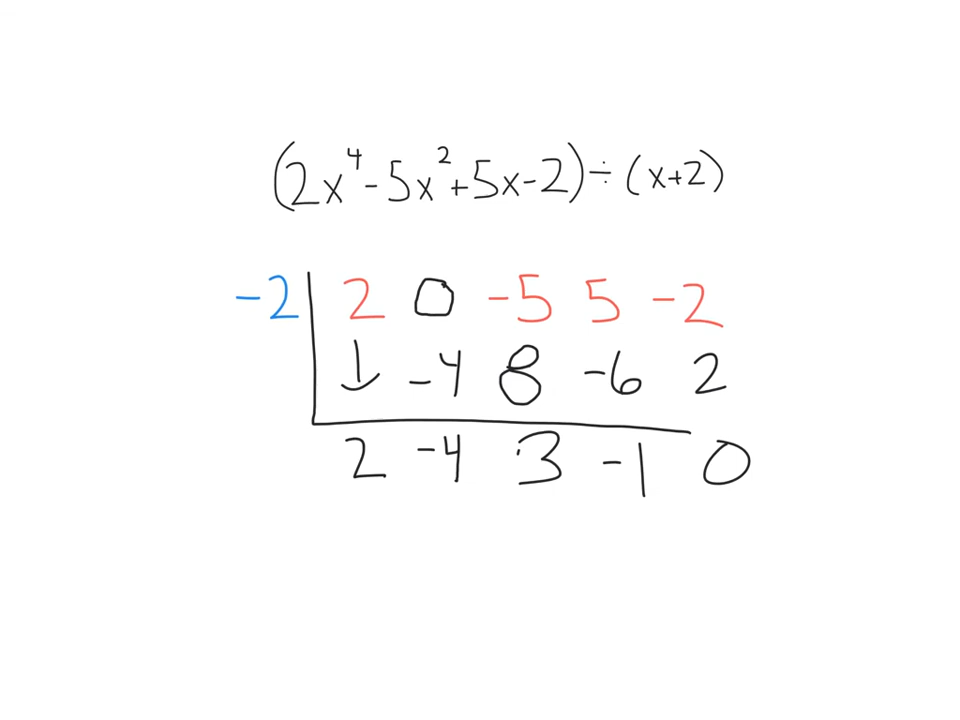 (2x⁴-5x²+5x-2)÷(x+2)
-2 | 2 0 -5 5 -2
↓ -4 8 -6 2
2 -4 3 -1 0